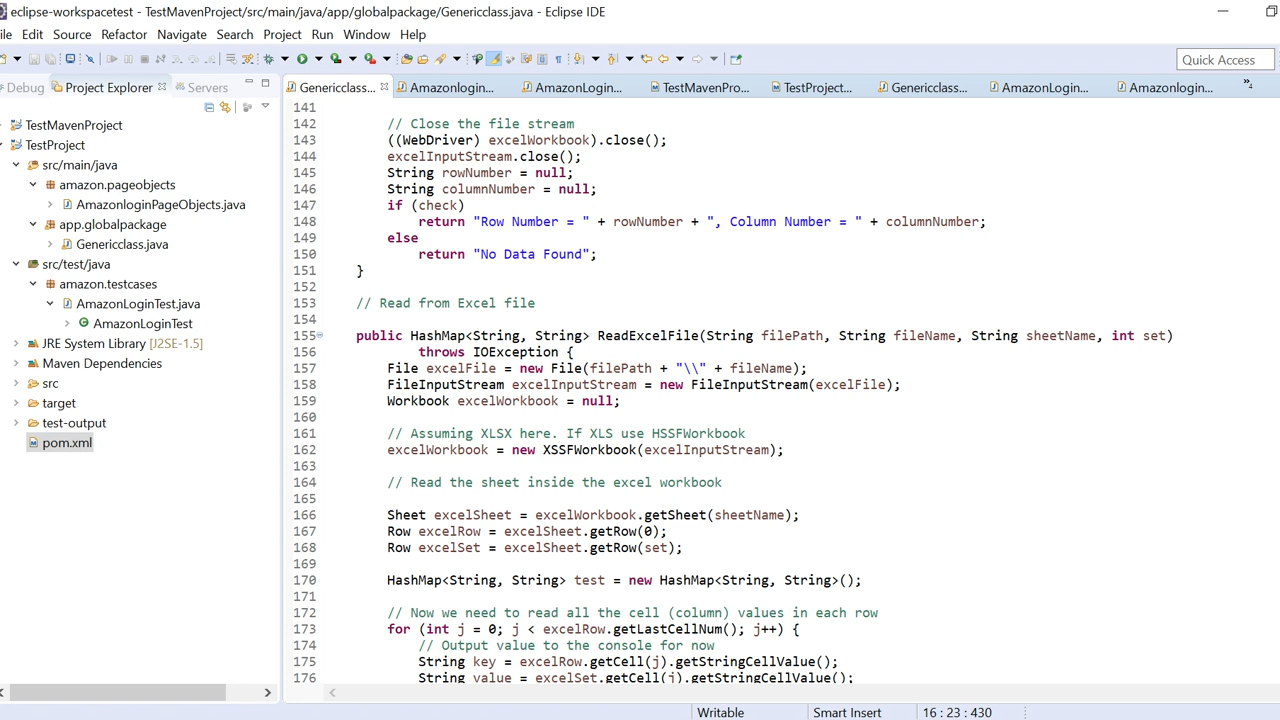 eclipse-workspacetest - TestMavenProject/src/main/java/app/globalpackage/Genericclass.java - Eclipse IDE
ile Edit Source Refactor Navigate Search Project Run Window Help
Quick Access
Debug Project Explorer Servers
Genericclass.... Amazonlogin... AmazonLogin... TestMavenPro... TestProject... Genericclass... AmazonLogin... Amazonlogin...
TestMavenProject
TestProject
src/main/java
amazon.pageobjects
AmazonloginPageObjects.java
app.globalpackage
Genericclass.java
src/test/java
amazon.testcases
AmazonLoginTest.java
AmazonLoginTest
JRE System Library [J2SE-1.5]
Maven Dependencies
src
target
test-output
pom.xml
141
142 // Close the file stream
143 ((WebDriver) excelWorkbook).close();
144 excelInputStream.close();
145 String rowNumber = null;
146 String columnNumber = null;
147 if (check)
148 return "Row Number = " + rowNumber + ", Column Number = " + columnNumber;
149 else
150 return "No Data Found";
151 }
152
153 // Read from Excel file
154
155 public HashMap<String, String> ReadExcelFile(String filePath, String fileName, String sheetName, int set)
156 throws IOException {
157 File excelFile = new File(filePath + "\\" + fileName);
158 FileInputStream excelInputStream = new FileInputStream(excelFile);
159 Workbook excelWorkbook = null;
160
161 // Assuming XLSX here. If XLS use HSSFWorkbook
162 excelWorkbook = new XSSFWorkbook(excelInputStream);
163
164 // Read the sheet inside the excel workbook
165
166 Sheet excelSheet = excelWorkbook.getSheet(sheetName);
167 Row excelRow = excelSheet.getRow(0);
168 Row excelSet = excelSheet.getRow(set);
169
170 HashMap<String, String> test = new HashMap<String, String>();
171
172 // Now we need to read all the cell (column) values in each row
173 for (int j = 0; j < excelRow.getLastCellNum(); j++) {
174 // Output value to the console for now
175 String key = excelRow.getCell(j).getStringCellValue();
176 String value = excelSet.getCell(j).getStringCellValue();
Writable Smart Insert 16 : 23 : 430